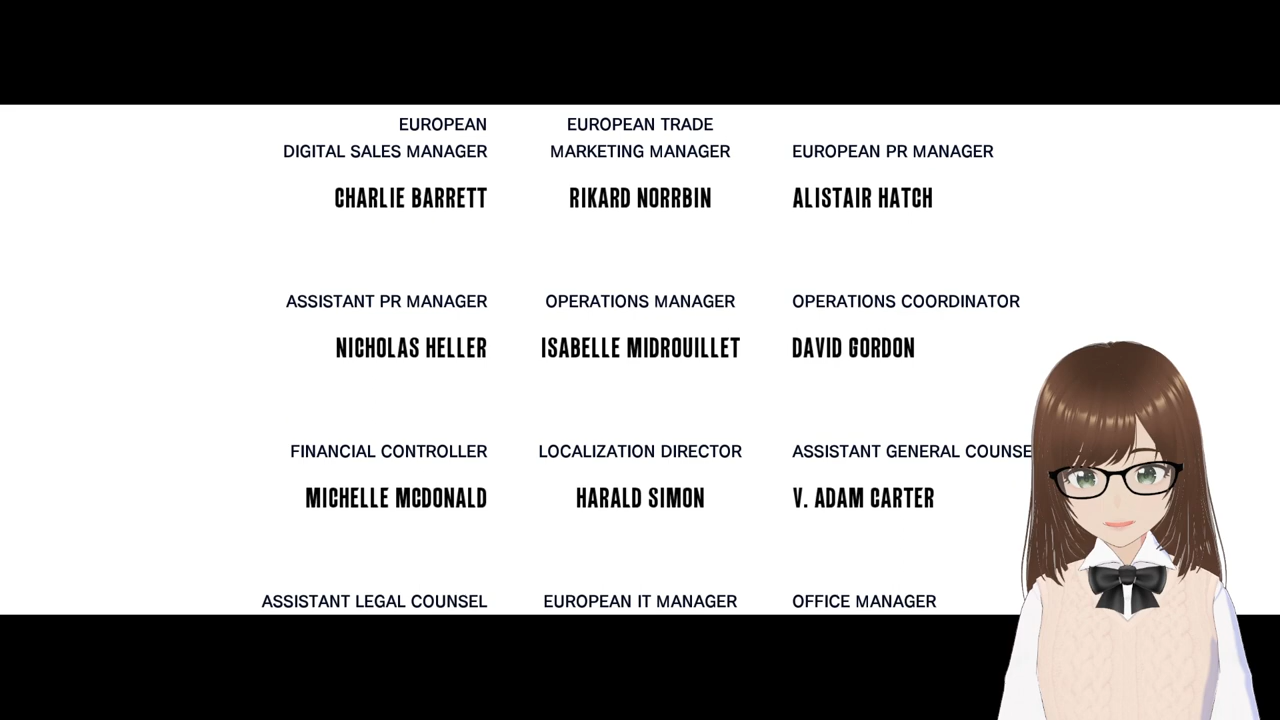 EUROPEAN
DIGITAL SALES MANAGER
CHARLIE BARRETT
EUROPEAN TRADE
MARKETING MANAGER
RIKARD NORRBIN
EUROPEAN PR MANAGER
ALISTAIR HATCH
ASSISTANT PR MANAGER
NICHOLAS HELLER
OPERATIONS MANAGER
ISABELLE MIDROUILLET
OPERATIONS COORDINATOR
DAVID GORDON
FINANCIAL CONTROLLER
MICHELLE MCDONALD
LOCALIZATION DIRECTOR
HARALD SIMON
ASSISTANT GENERAL COUNSE
V. ADAM CARTER
ASSISTANT LEGAL COUNSEL
EUROPEAN IT MANAGER
OFFICE MANAGER